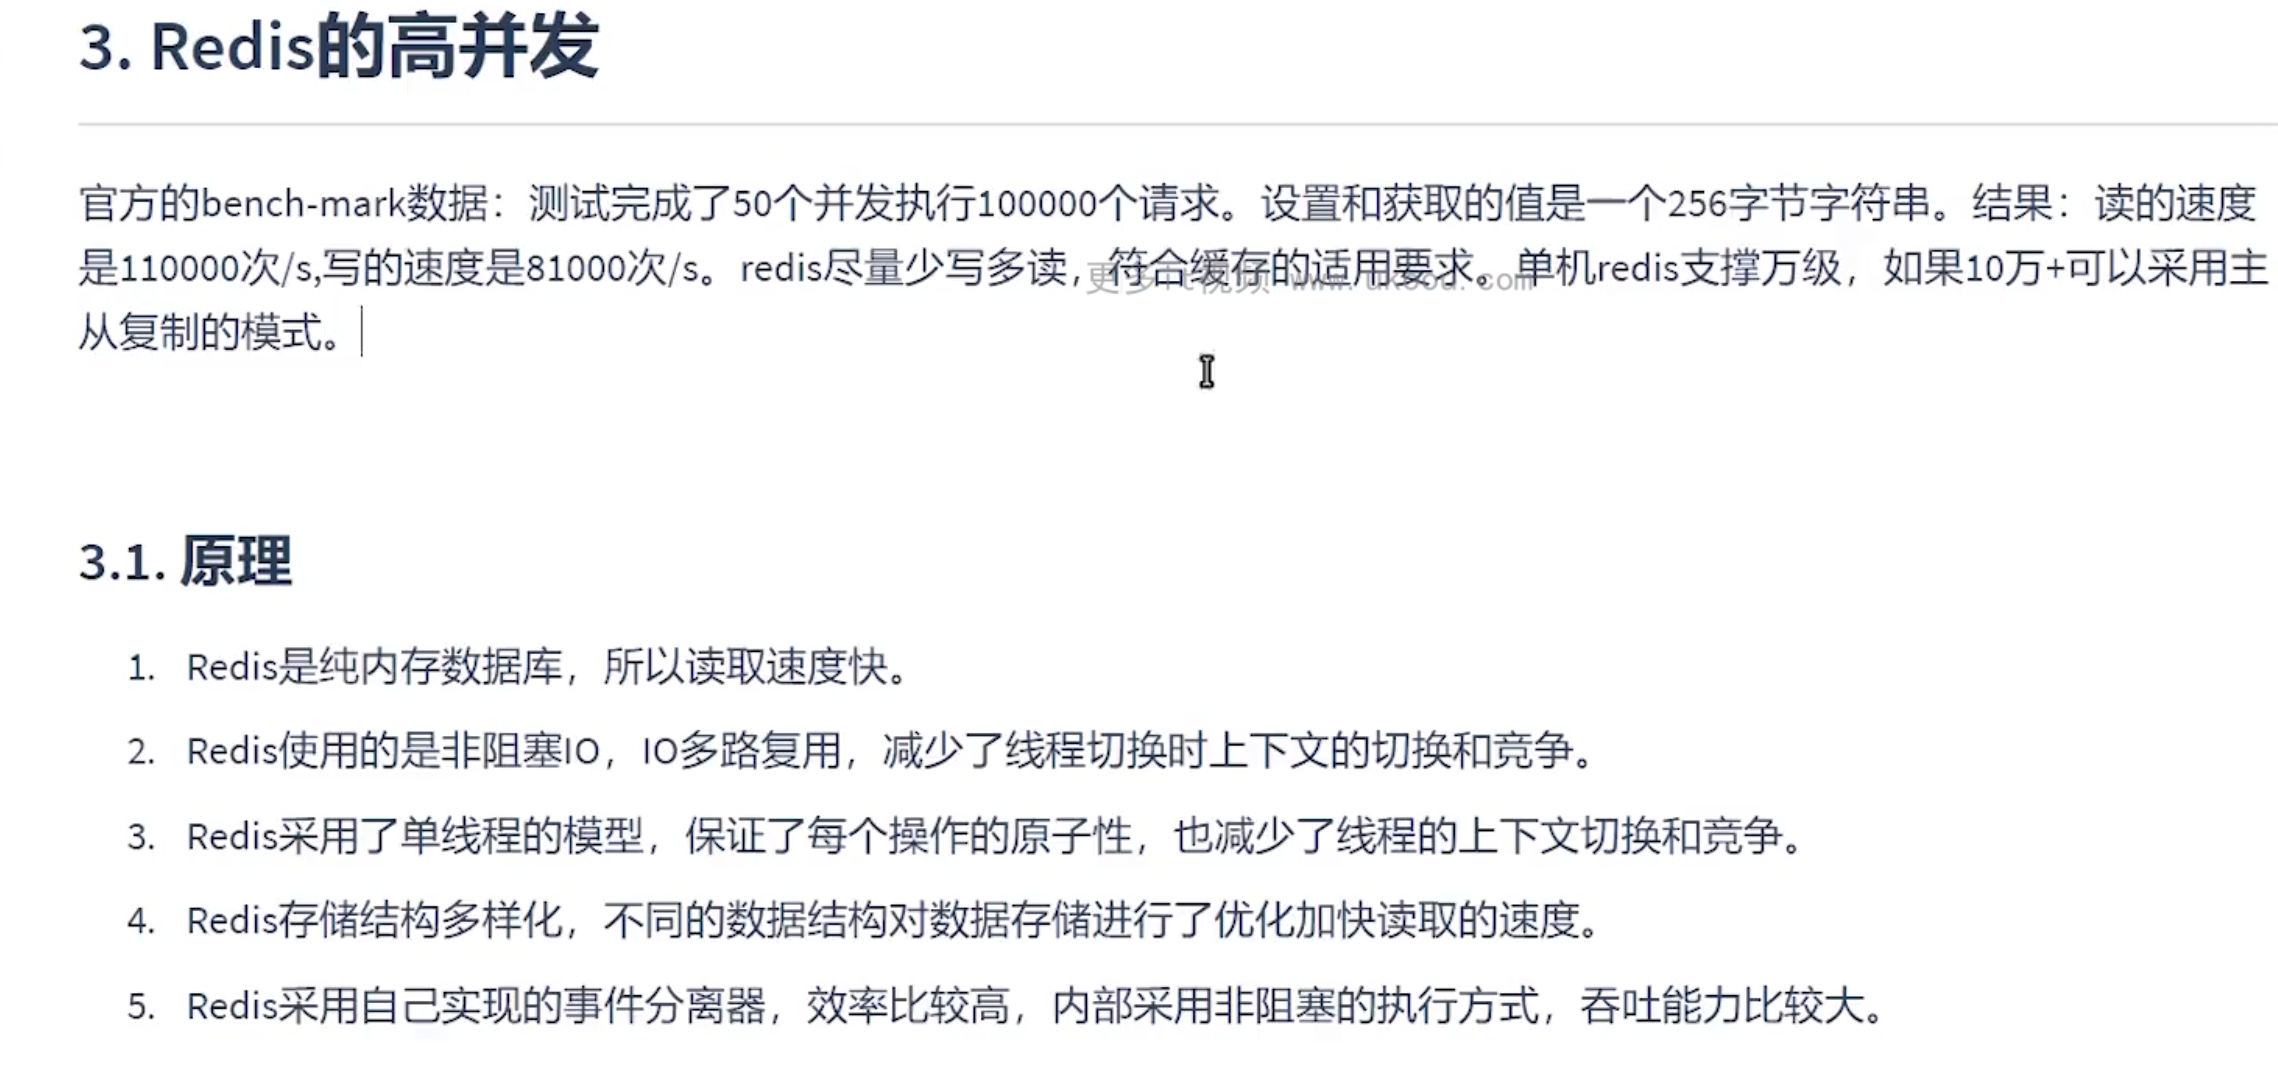 3. Redis的高并发
官方的bench-mark数据：测试完成了50个并发执行100000个请求。设置和获取的值是一个256字节字符串。结果：读的速度
是110000次/s,写的速度是81000次/s。redis尽量少写多读，符合缓存的适用要求。单机redis支撑万级，如果10万+可以采用主
从复制的模式。
3.1. 原理
1. Redis是纯内存数据库，所以读取速度快。
2. Redis使用的是非阻塞IO，IO多路复用，减少了线程切换时上下文的切换和竞争。
3. Redis采用了单线程的模型，保证了每个操作的原子性，也减少了线程的上下文切换和竞争。
4. Redis存储结构多样化，不同的数据结构对数据存储进行了优化加快读取的速度。
5. Redis采用自己实现的事件分离器，效率比较高，内部采用非阻塞的执行方式，吞吐能力比较大。